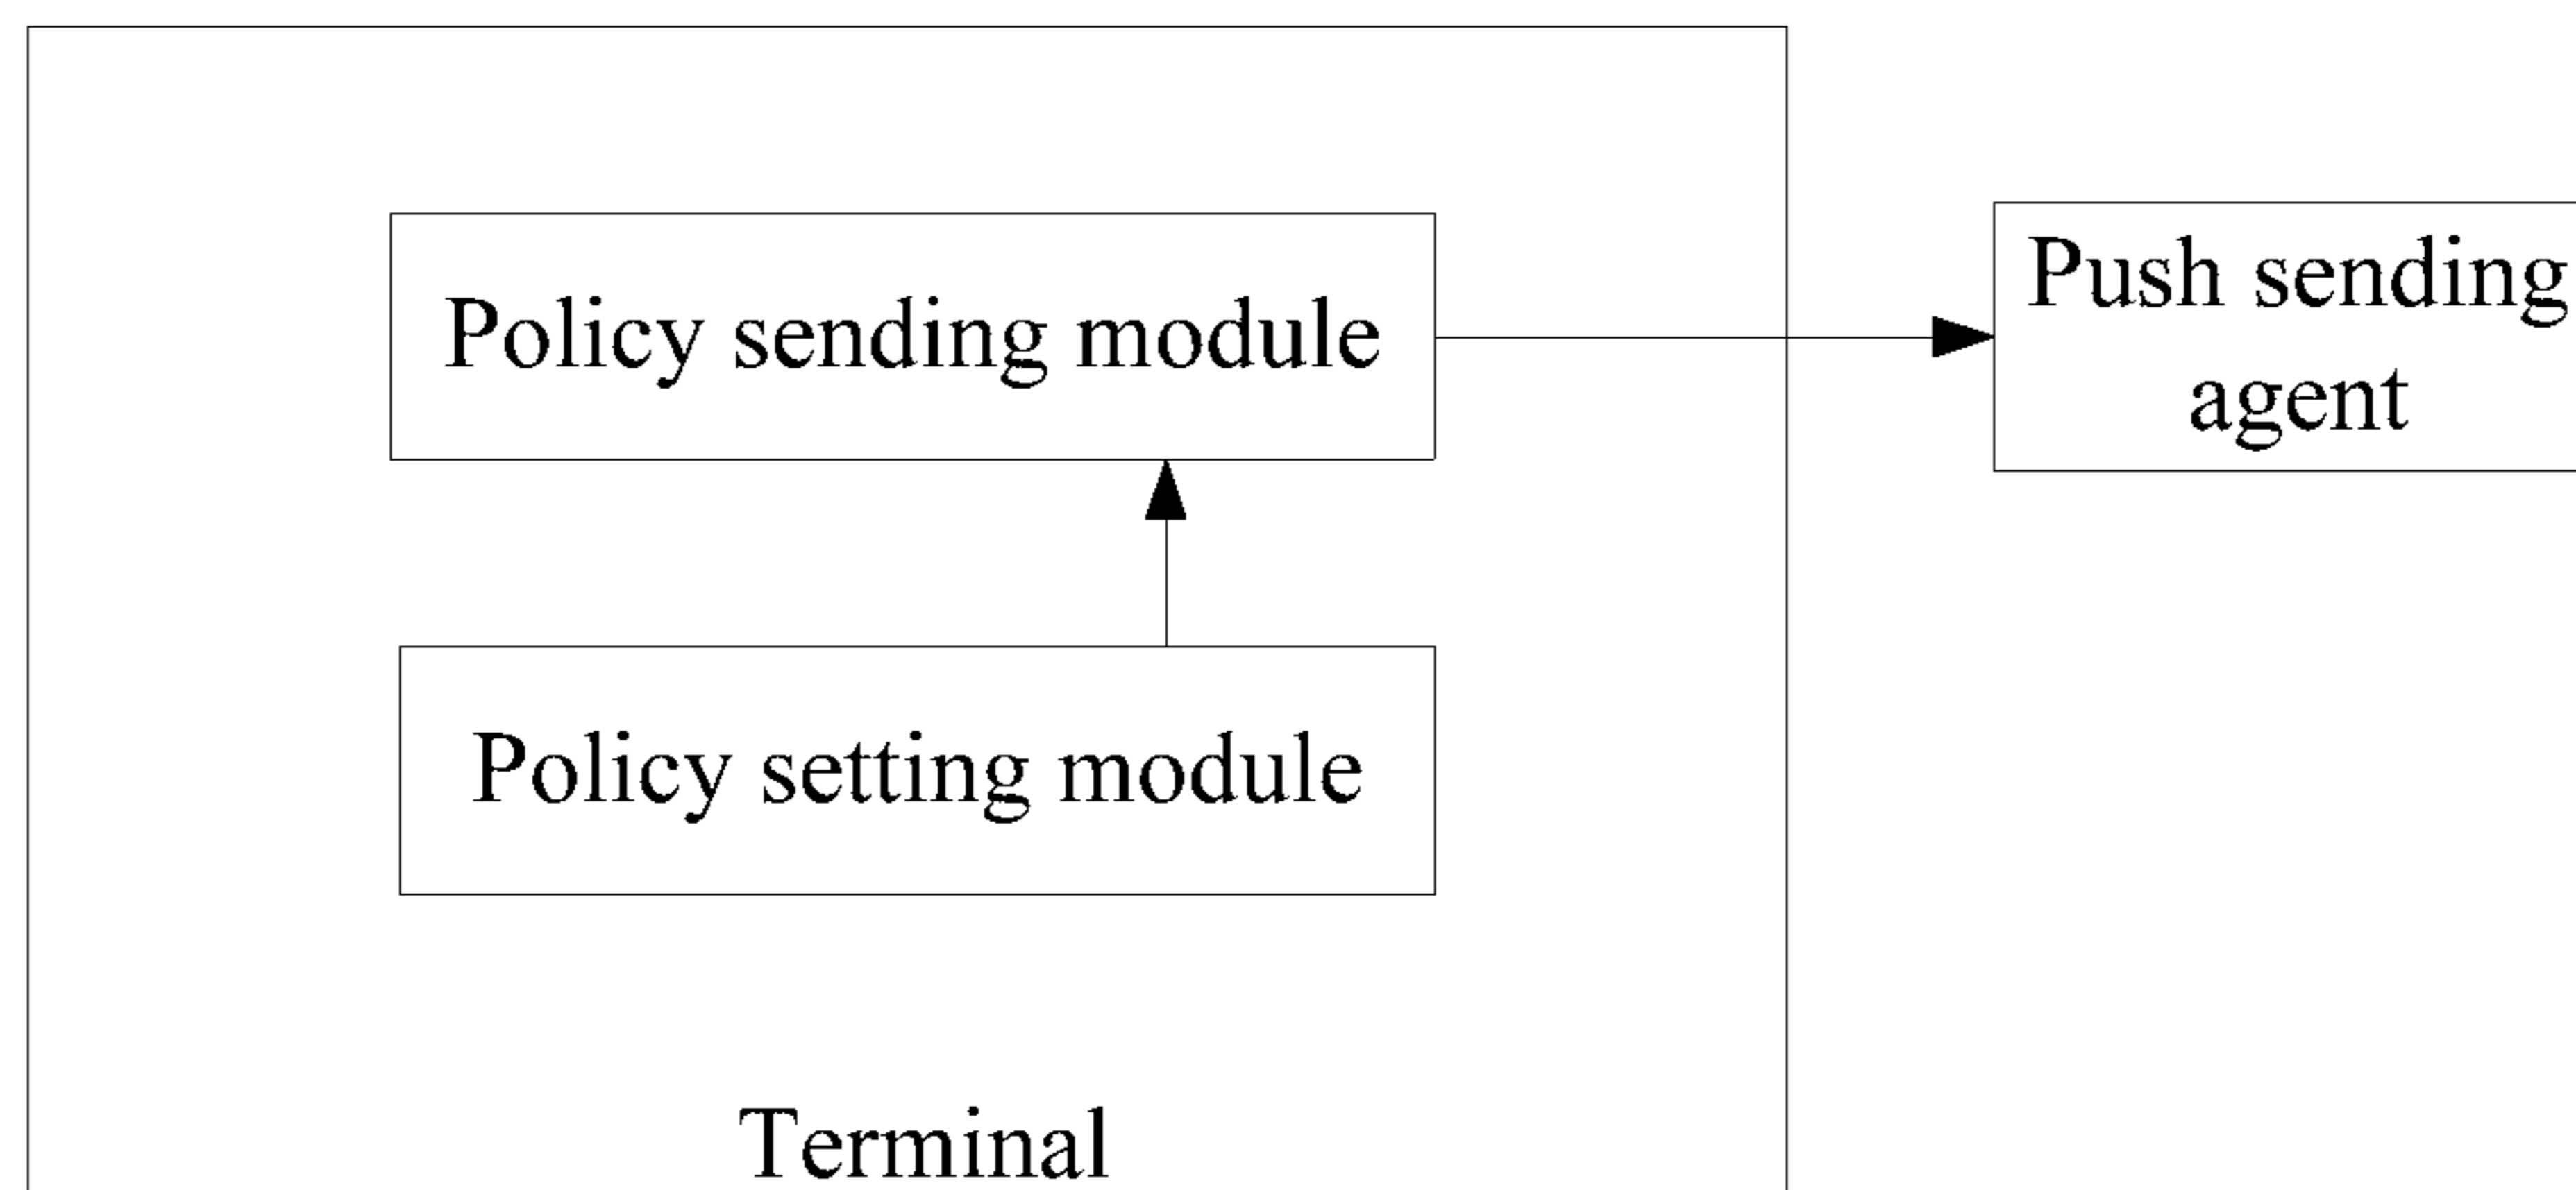 Policy sending module
Push sending
agent
Policy setting module
Terminal